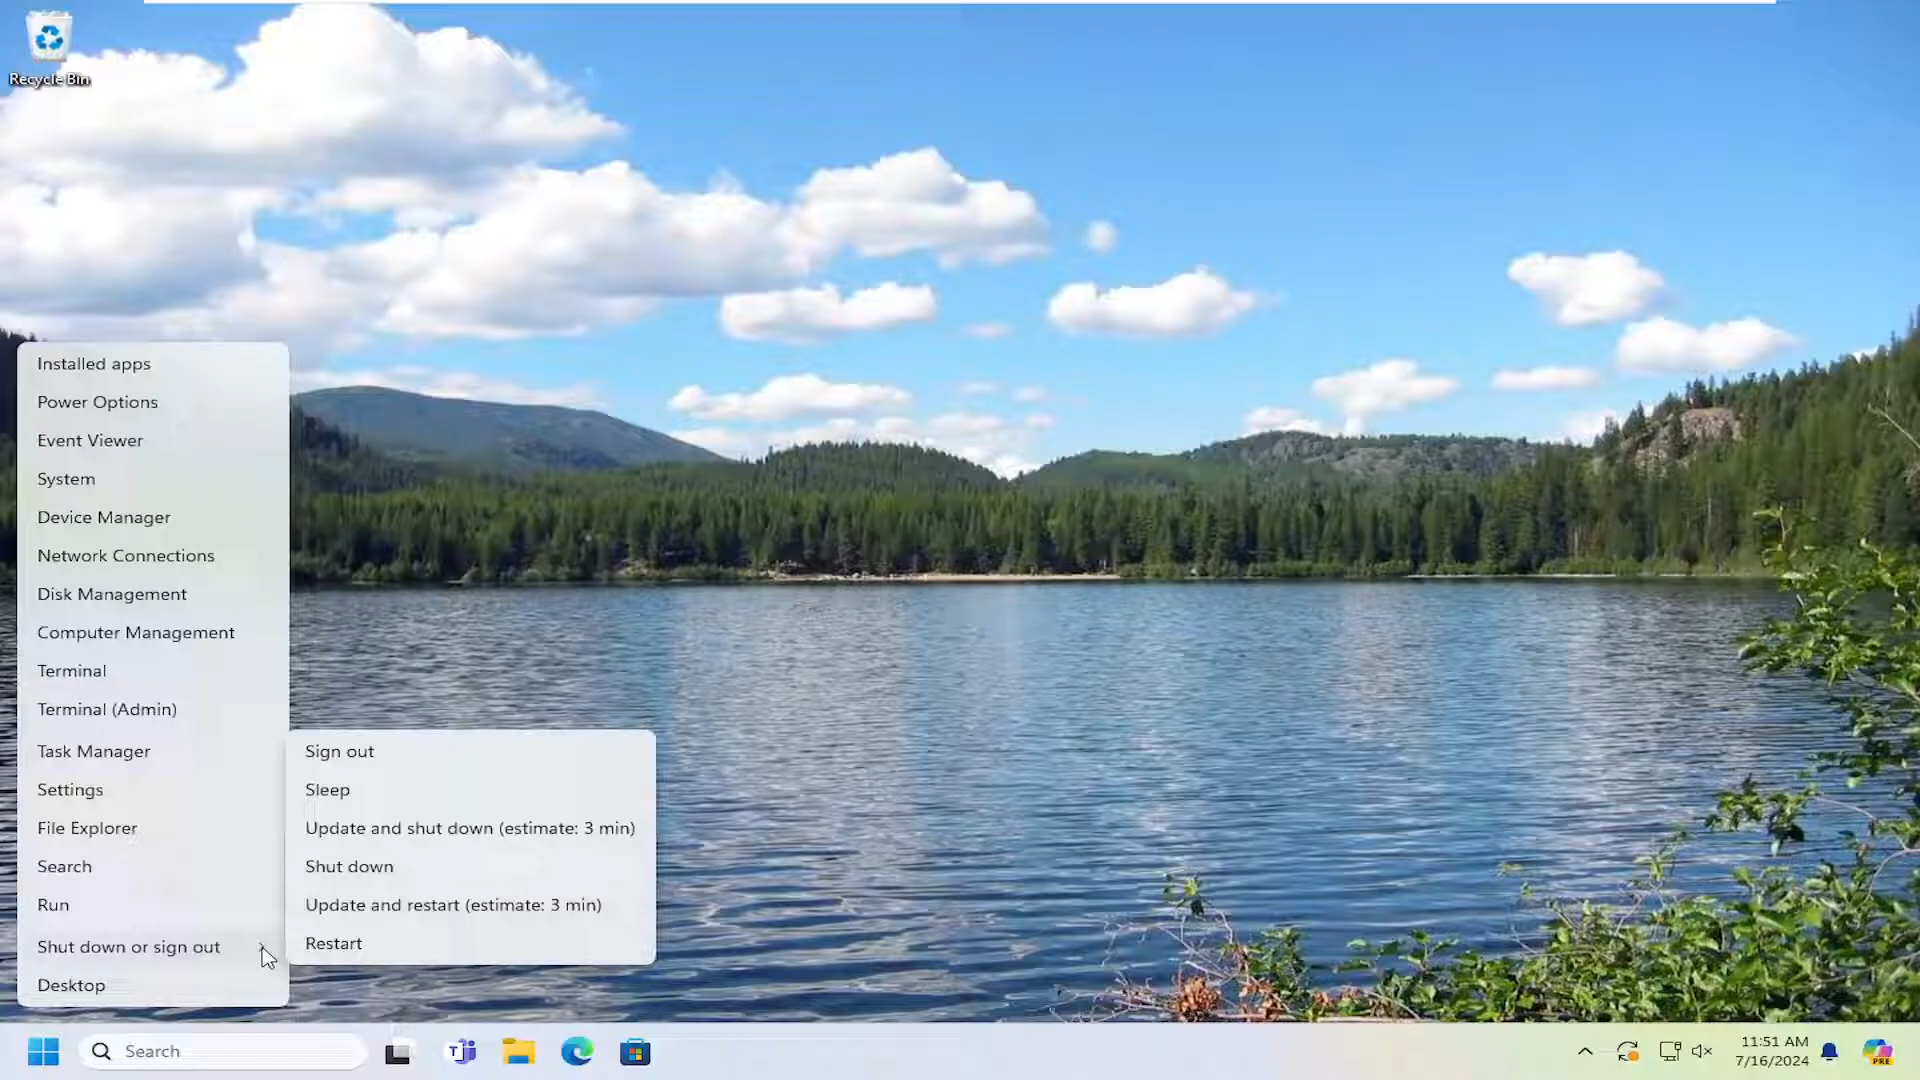 Recycle Bin
Installed apps
Power Options
Event Viewer
System
Device Manager
Network Connections
Disk Management
Computer Management
Terminal
Terminal (Admin)
Task Manager
Settings
File Explorer
Search
Run
Shut down or sign out
Desktop
Sign out
Sleep
Update and shut down (estimate: 3 min)
Shut down
Update and restart (estimate: 3 min)
Restart
Search
11:51 AM
7/16/2024
PRE